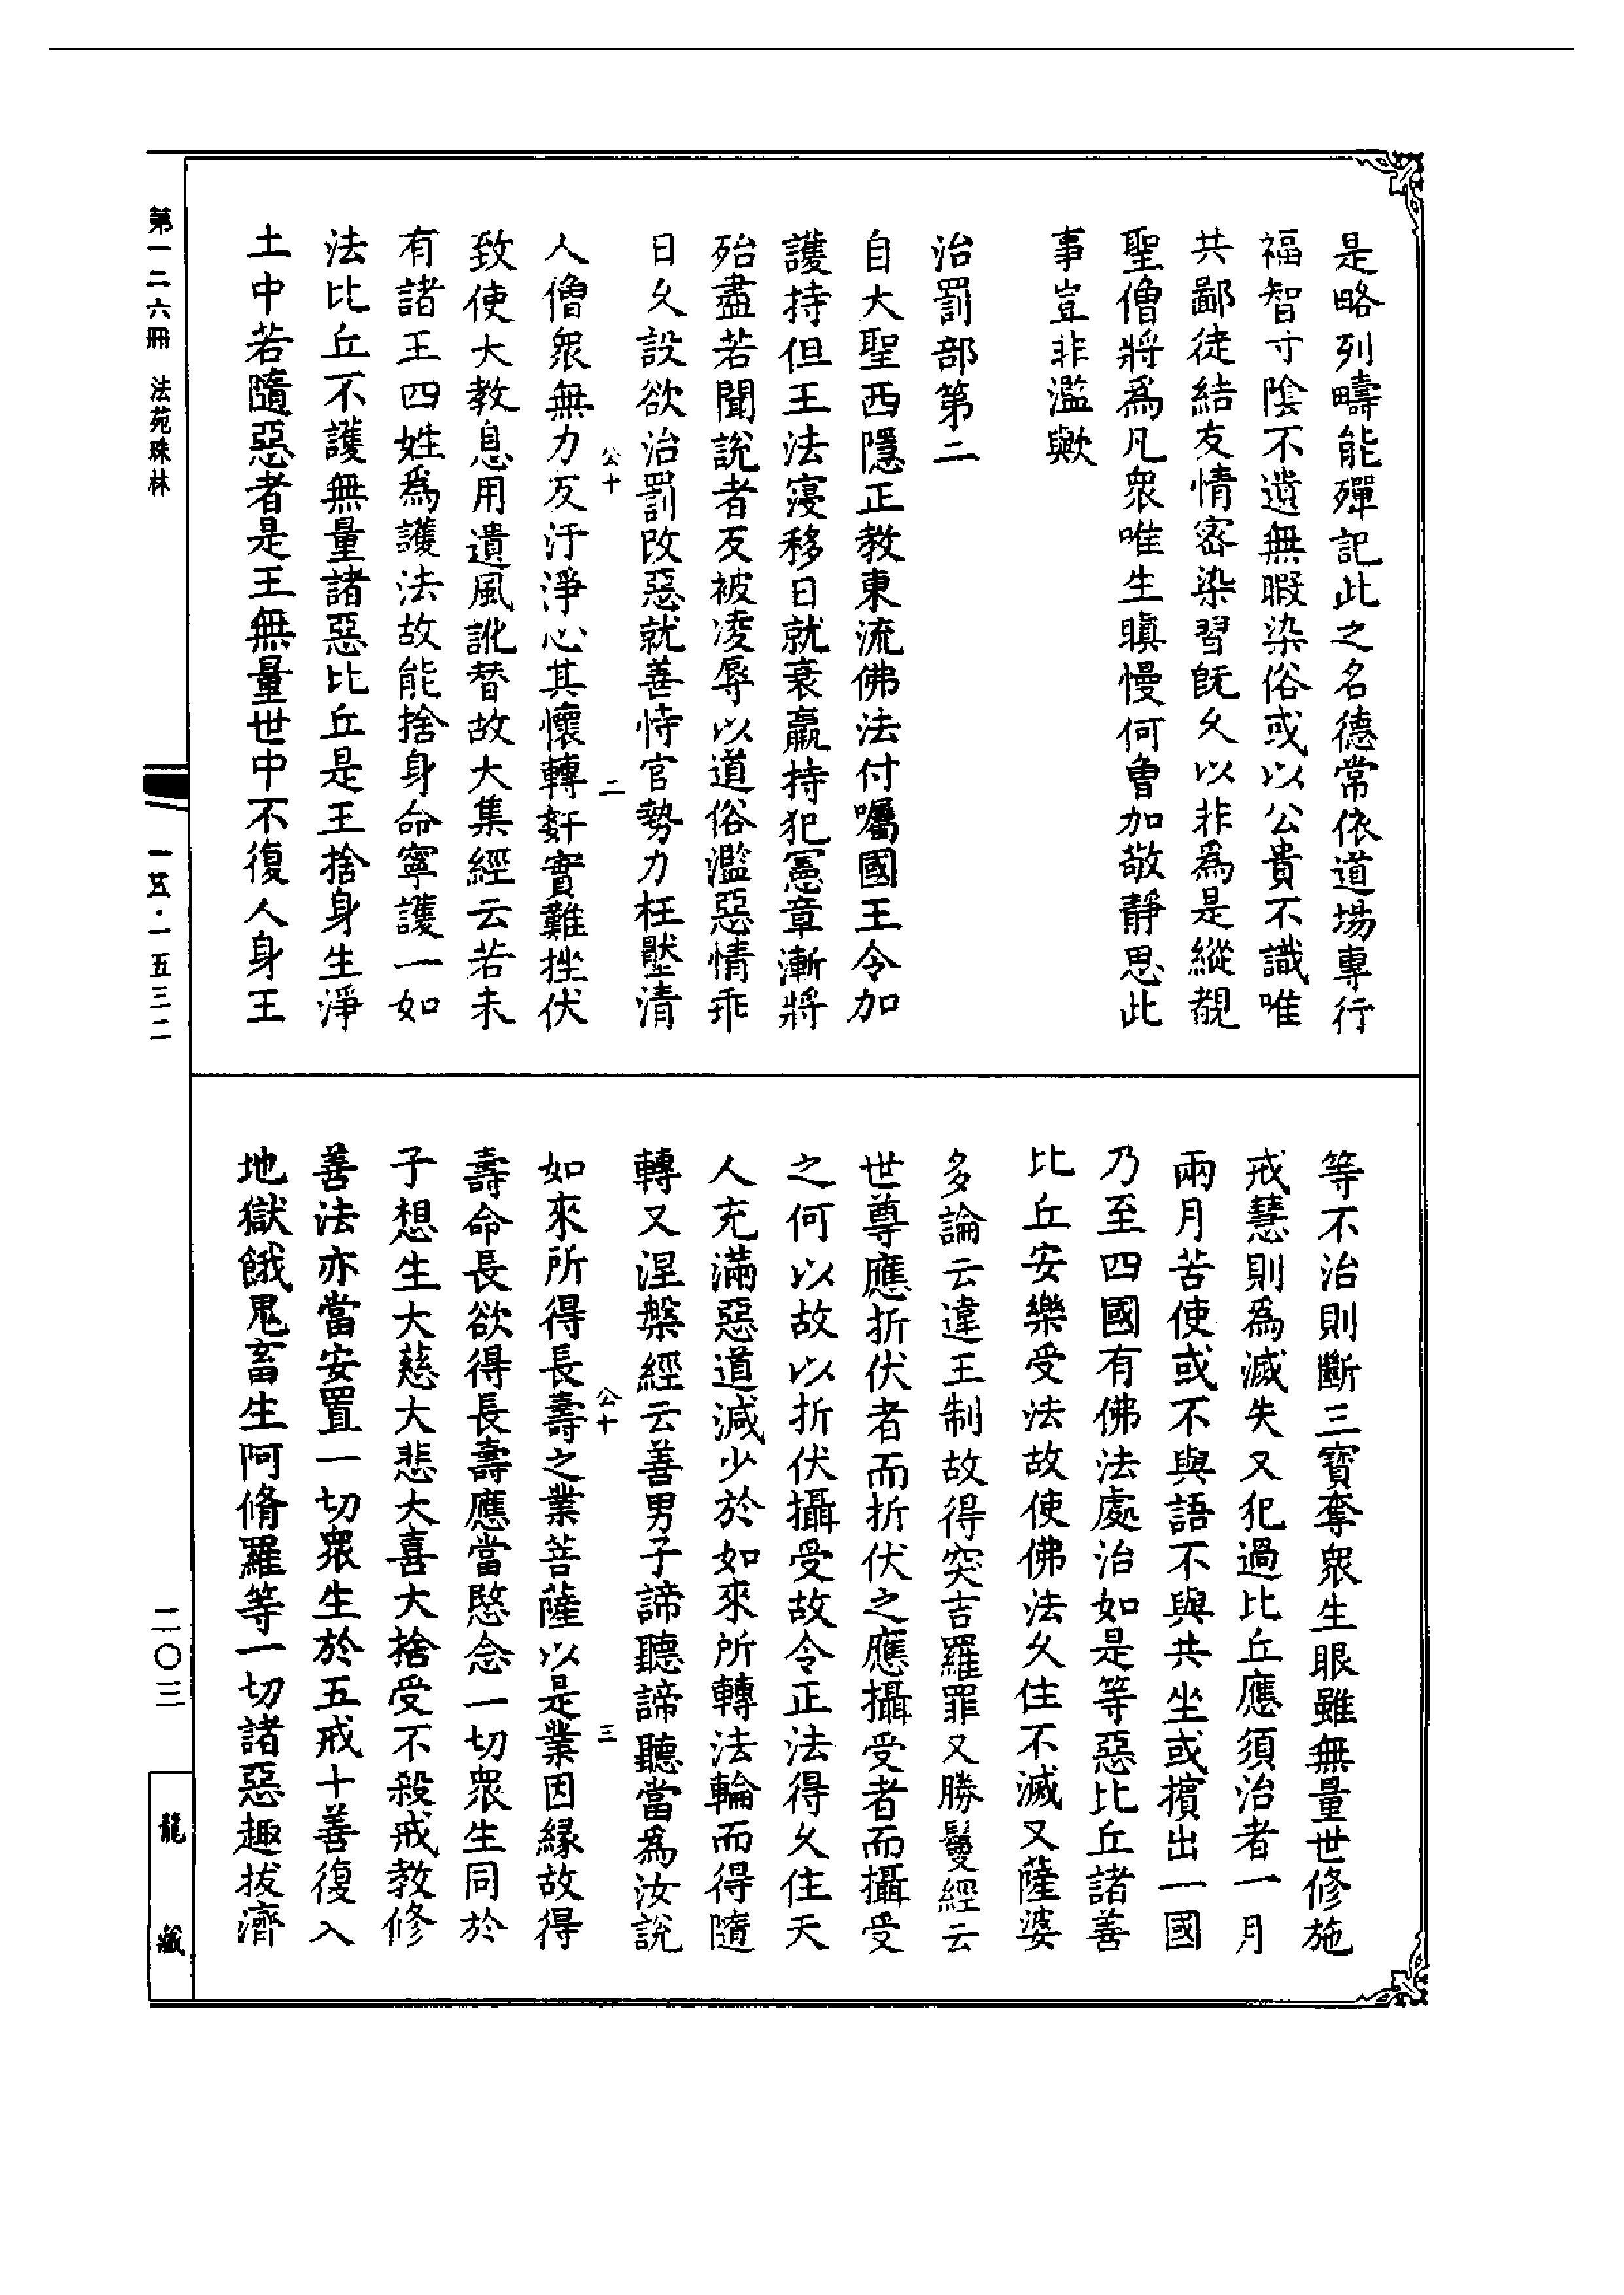 是略列疇能殫記此之名德常依道場專行
福智寸陰不遺無暇染俗或以公貴不識唯
共鄙徒結友情密染習旣久以非爲是縱覩
聖僧將爲凡衆唯生瞋慢何曾加敬靜思此
事豈非濫歟
治罰部第二
自大聖西隱正教東流佛法付囑國王令加
護持但王法寖移日就衰羸持犯憲章漸將
殆盡若聞說者反被凌辱以道俗濫惡情乖
日久設欲治罰改惡就善恃官勢力枉壓清
公十
二
人僧衆無力反汙淨心其懷轉姧實難挫伏
致使大教息用遺風訛替故大集經云若未
有諸王四姓爲護法故能捨身命寧護一如
法比丘不護無量諸惡比丘是王捨身生淨
土中若隨惡者是王無量世中不復人身王
等不治則斷三寶奪衆生眼雖無量世修施
戒慧則爲滅失又犯過比丘應須治者一月
兩月苦使或不與語不與共坐或擯出一國
乃至四國有佛法處治如是等惡比丘諸善
比丘安樂受法故使佛法久住不滅又薩婆
多論云違王制故得突吉羅罪又勝鬘經云
世尊應折伏者而折伏之應攝受者而攝受
之何以故以折伏攝受故令正法得久住天
人充滿惡道減少於如來所轉法輪而得隨
轉又涅槃經云善男子諦聽諦聽當爲汝說
公十
三
如來所得長壽之業菩薩以是業因緣故得
壽命長欲得長壽應當愍念一切衆生同於
子想生大慈大悲大喜大捨受不殺戒教修
善法亦當安置一切衆生於五戒十善復入
地獄餓鬼畜生阿脩羅等一切諸惡趣拔濟
第一二六冊 法苑珠林
一五·一五三二
二〇三
龍藏